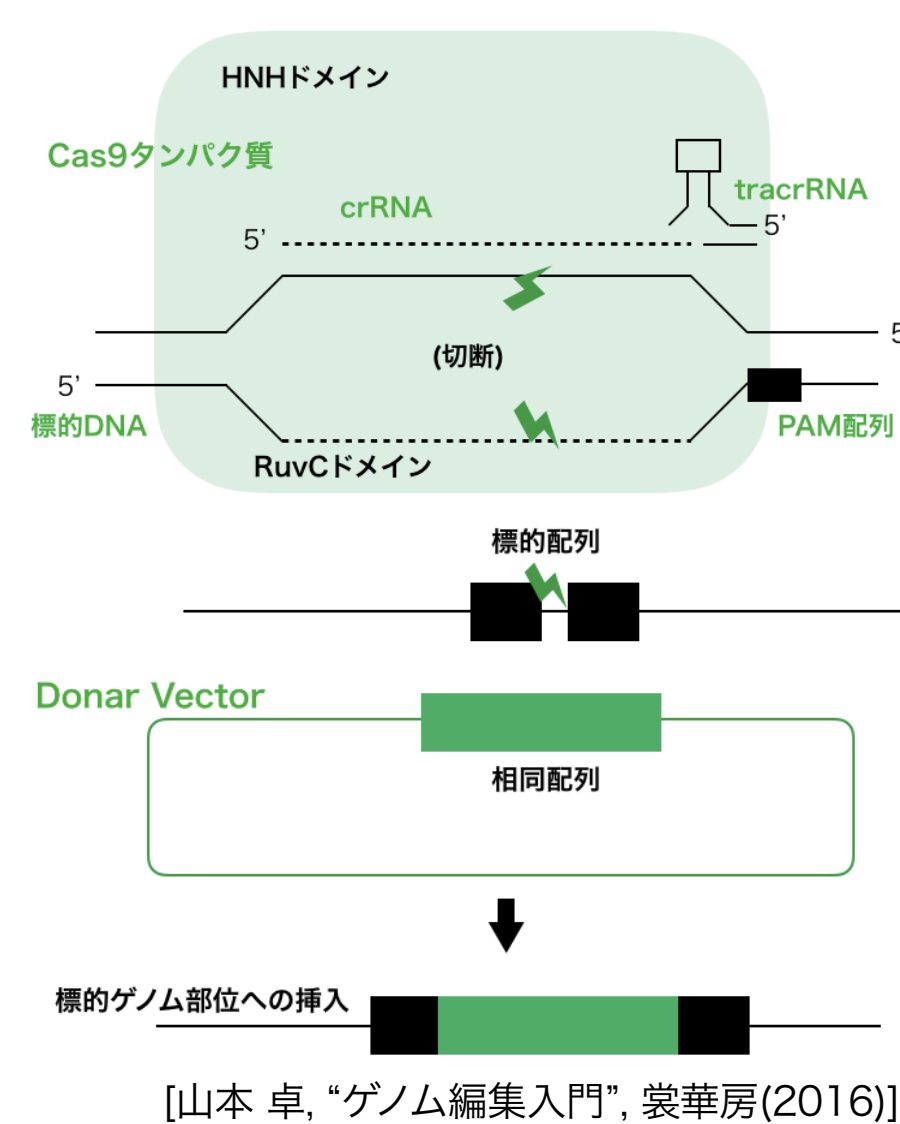 HNHドメイン
Cas9タンパク質
tracrRNA
crRNA
5’
5’
5
(切断)
5’
標的DNA
PAM配列
RuvCドメイン
標的配列
Donar Vector
相同配列
標的ゲノム部位への挿入
[山本 卓, “ゲノム編集入門”, 裳華房(2016)]